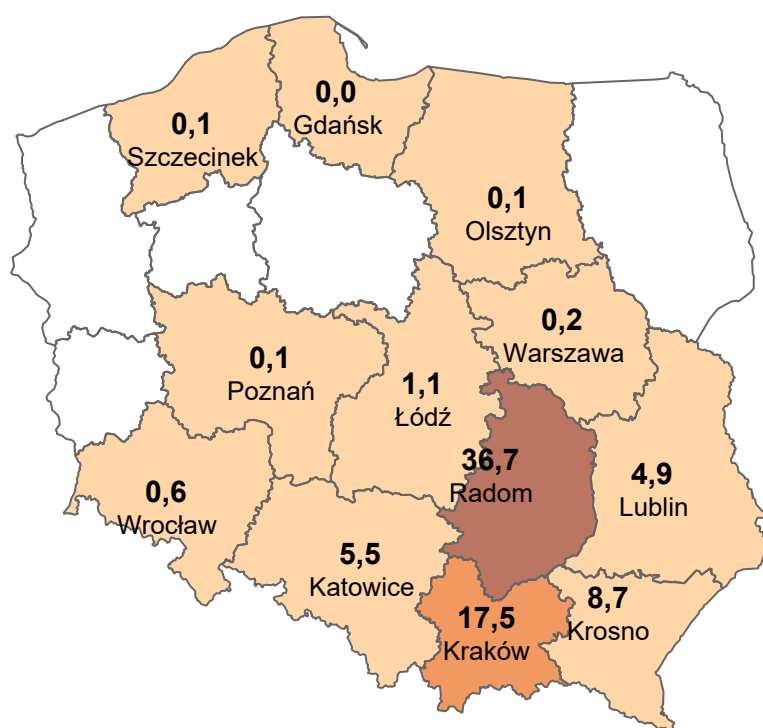 0,0
Gdańsk
0,1
Szczecinek
0,1
Olsztyn
0,2
Warszawa
0,1
Poznań
1,1
Łódź
36,7
Radom
4,9
Lublin
0,6
Wrocław
5,5
Katowice
17,5
Kraków
8,7
Krosno